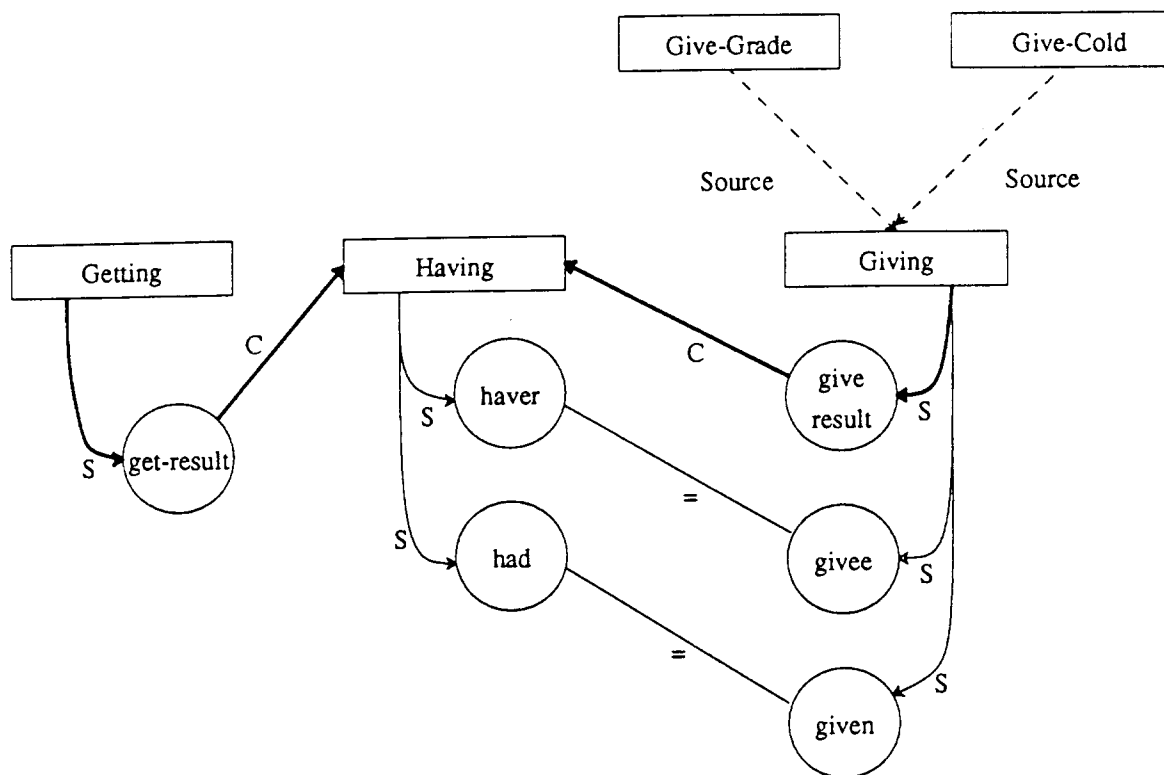 Give-Grade
Give-Cold
Source
Source
Getting
Having
Giving
C
C
S
haver
give
result
S
S
get-result
=
S
had
givee
S
=
S
given